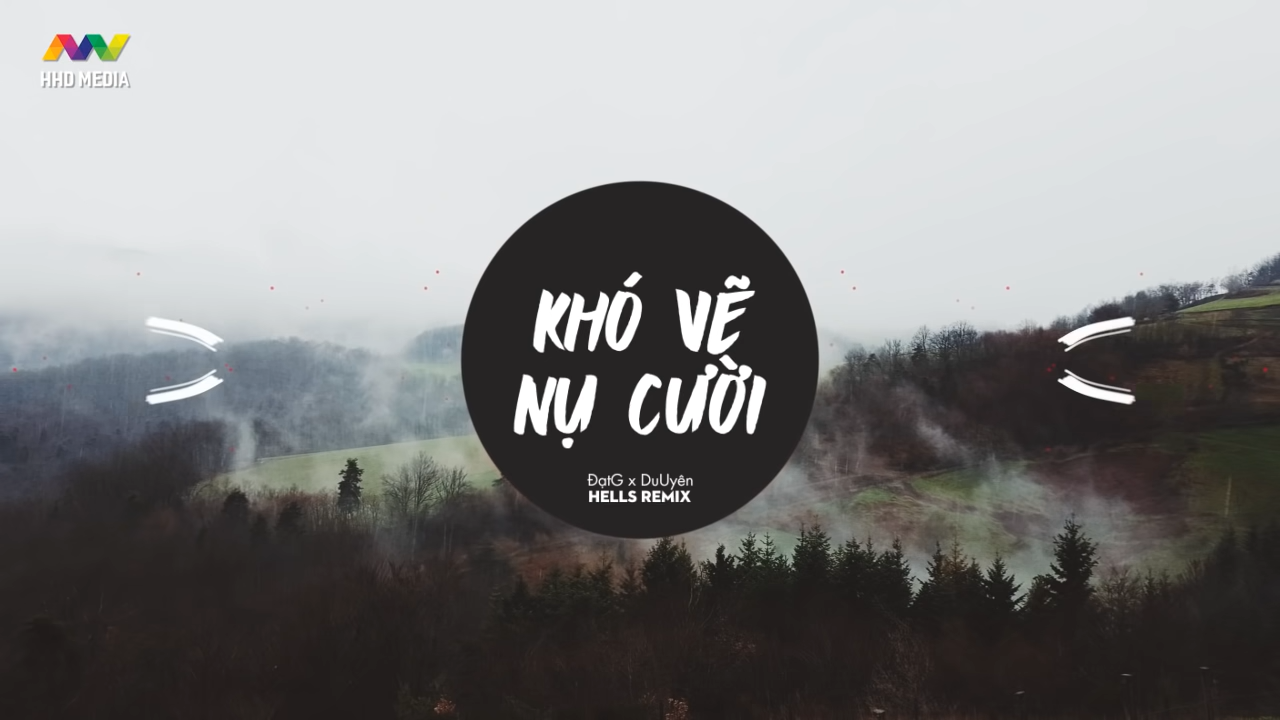 HHD MEDIA
KHÓ VẼ
NỤ CƯỜI
ĐạtG x DuUyên
HELLS REMIX